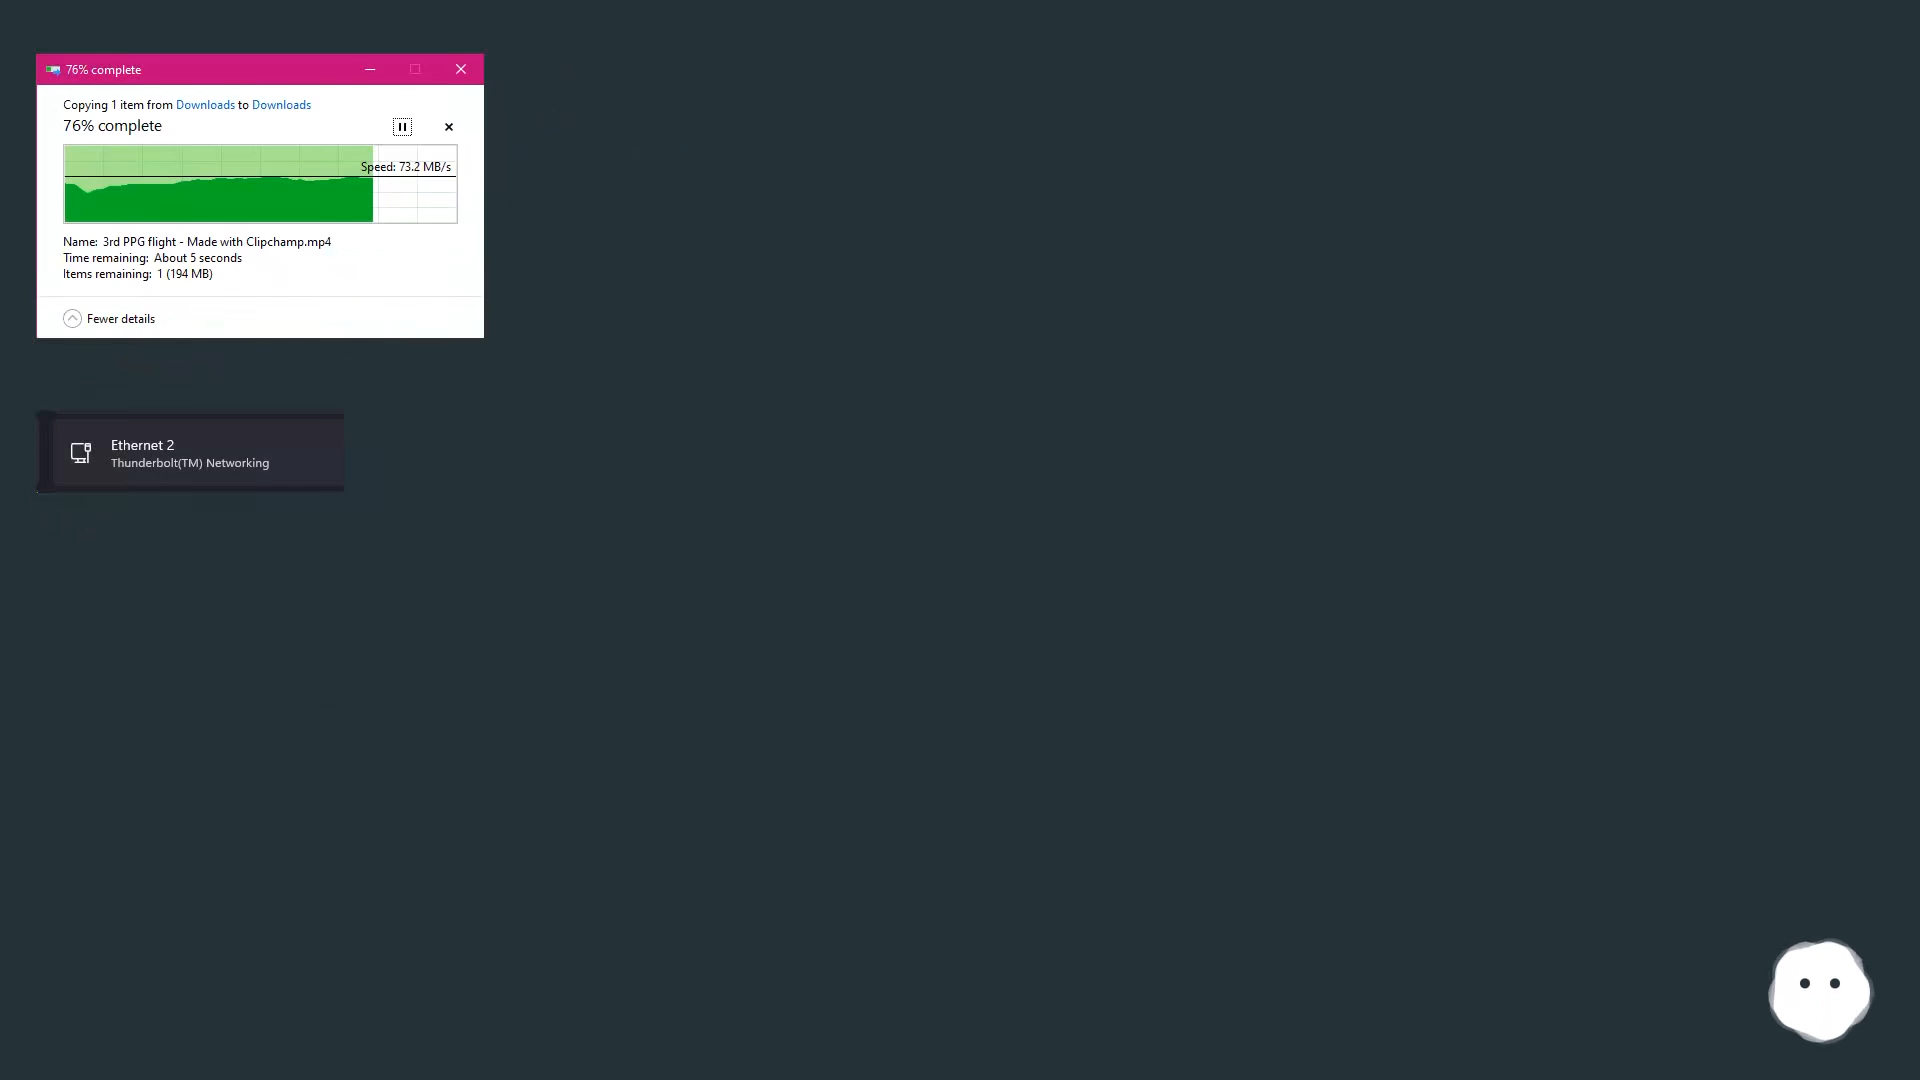 76% complete
Copying 1 item from Downloads to Downloads
76% complete
Speed: 73.2 MB/s
Name: 3rd PPG flight - Made with Clipchamp.mp4
Time remaining: About 5 seconds
Items remaining: 1 (194 MB)
Fewer details
Ethernet 2
Thunderbolt(TM) Networking